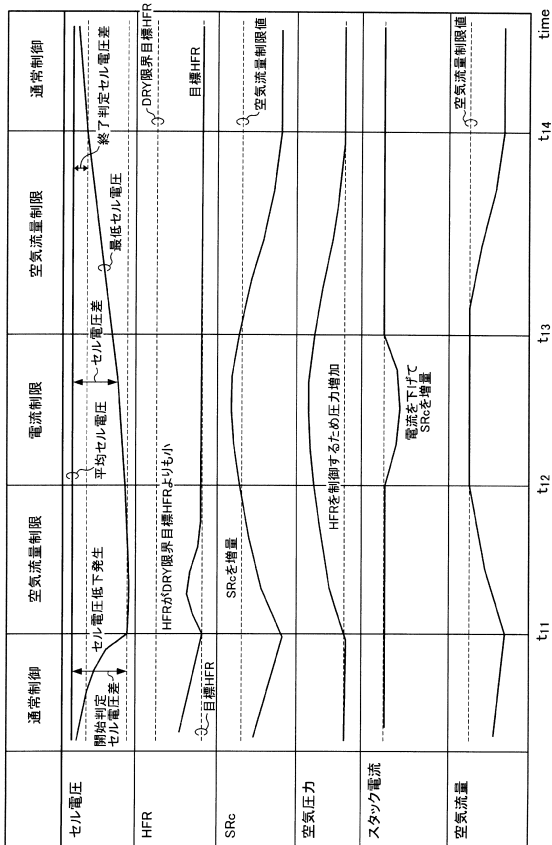 通常制御
空気流量制限
電流制限
空気流量制限
通常制御
セル電圧
開始判定
セル電圧差
セル電圧低下発生
平均セル電圧
セル電圧差
最低セル電圧
終了判定セル電圧差
HFR
目標HFR
HFRがDRY限界目標HFRよりも小
DRY限界目標HFR
目標HFR
SRc
SRcを増量
空気流量制限値
空気圧力
HFRを制御するため圧力増加
スタック電流
電流を下げて
SRcを増量
空気流量
空気流量制限値
t11
t12
t13
t14
time